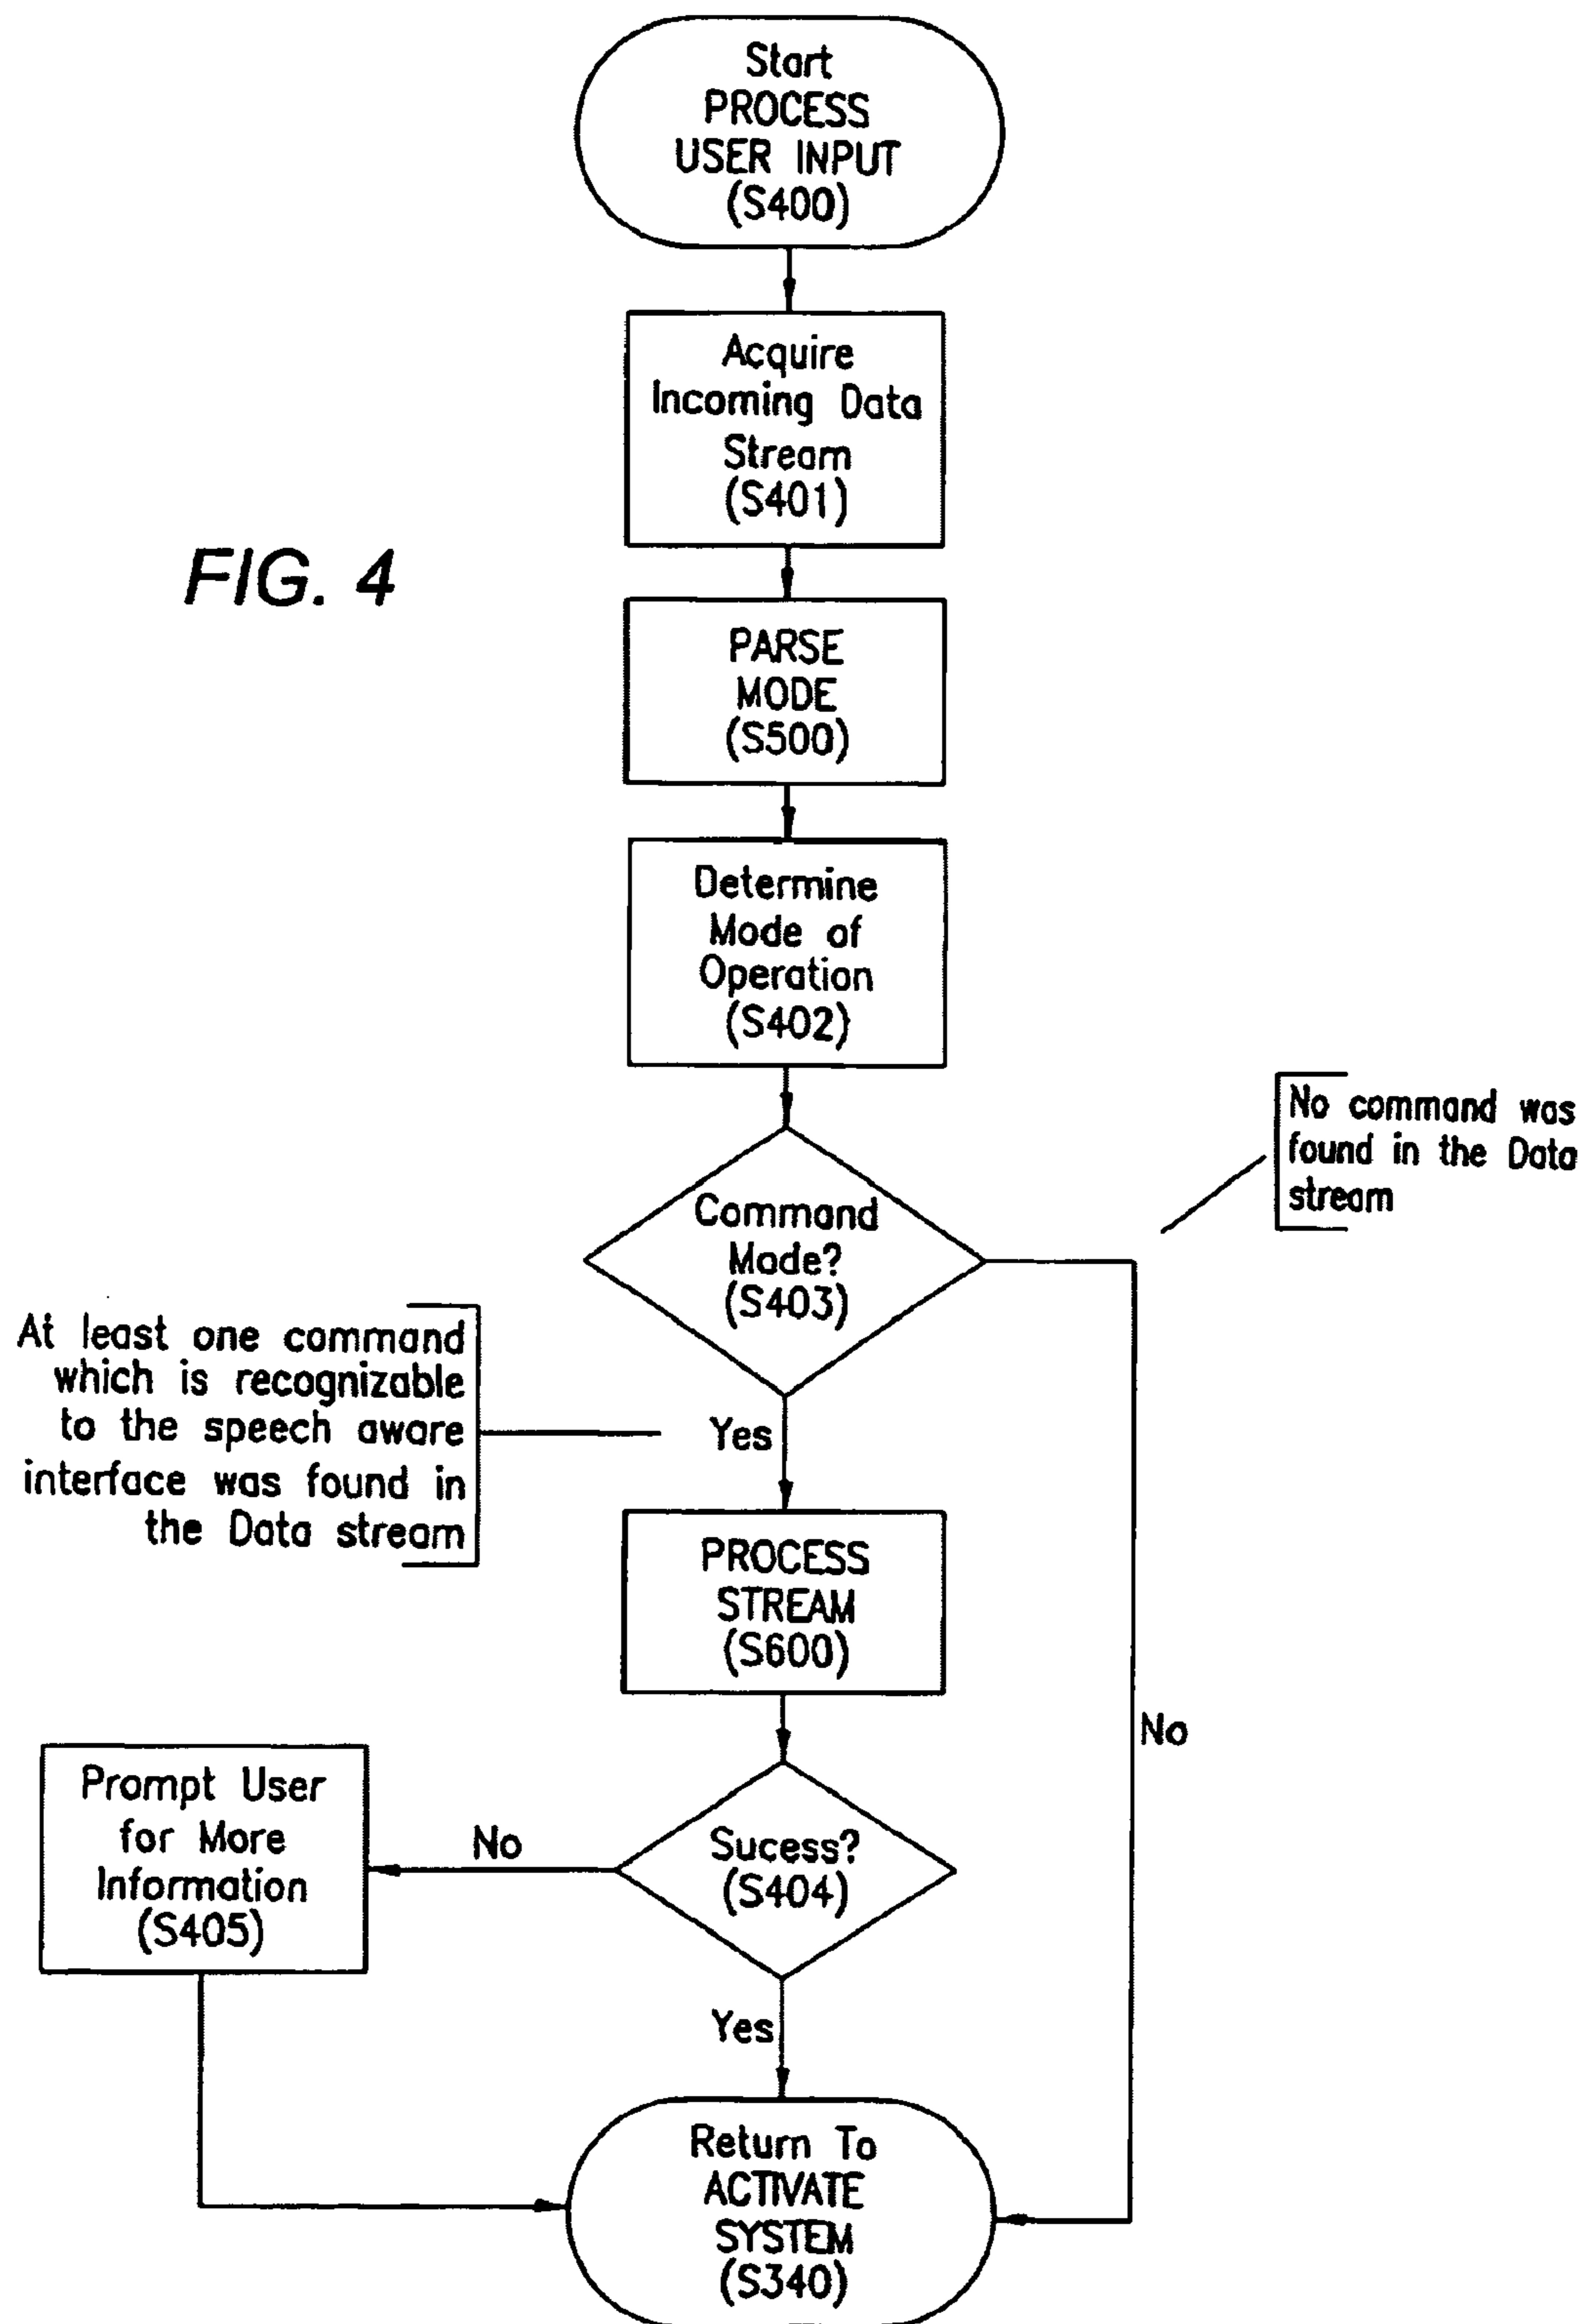 Start
PROCESS
USER INPUT
(S400)
Acquire
Incoming Data
Stream
(S401)
FIG. 4
PARSE
MODE
(S500)
Determine
Mode of
Operation
(S402)
No command was
found in the Data
stream
Command
Mode?
(S403)
At least one command
which is recognizable
to the speech aware
interface was found in
the Data stream
Yes
PROCESS
STREAM
(S600)
No
Prompt User
for More
Information
(S405)
No
Sucess?
(S404)
Yes
Return To
ACTIVATE
SYSTEM
(S340)